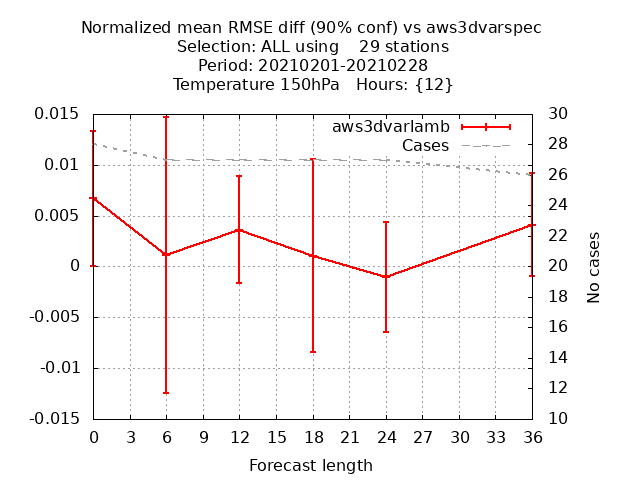 Normalized mean RMSE diff (90% conf) vs aws3dvarspec
Selection: ALL using    29 stations
Period: 20210201-20210228
Temperature 150hPa   Hours: {12}
aws3dvarlamb
Cases
0.015
0.01
0.005
0
-0.005
-0.01
-0.015
30
28
26
24
22
20
18
16
14
12
10
No cases
0 3 6 9 12 15 18 21 24 27 30 33 36
Forecast length